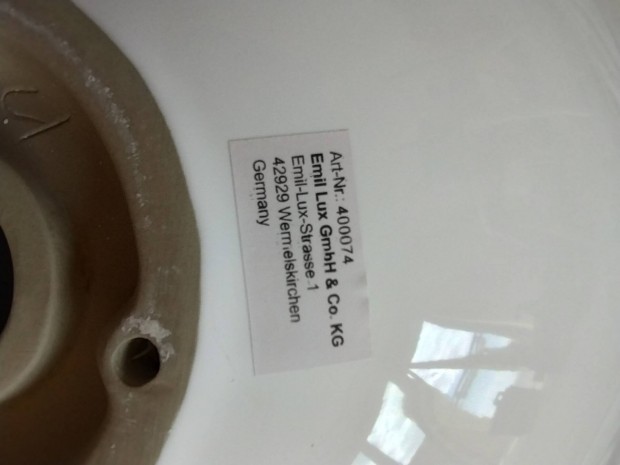 Art-Nr.: 400074
Emil Lux GmbH & Co. KG
Emil-Lux-Strasse 1
42929 Wermelskirchen
Germany